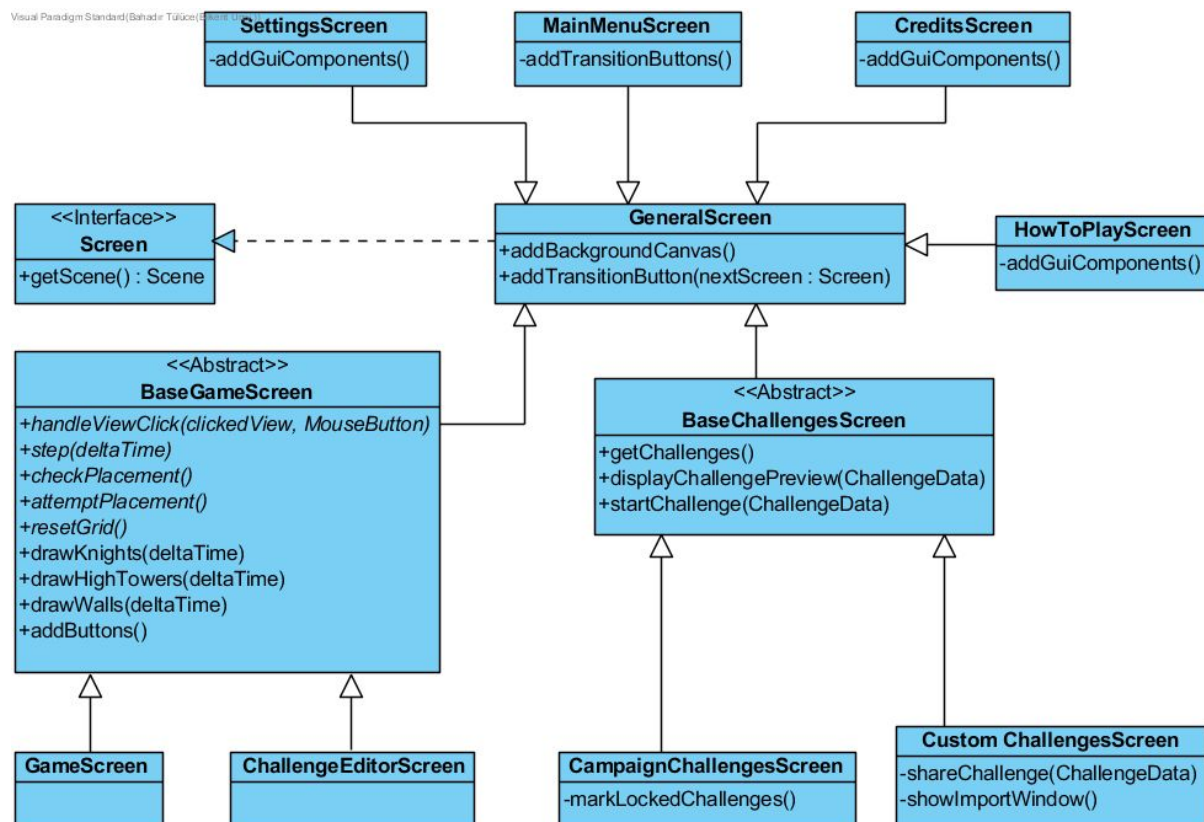 Visual Paradigm Standard(Bahadır Tülüce(Bilkent Univ.))
SettingsScreen
-addGuiComponents()
MainMenuScreen
-addTransitionButtons()
CreditsScreen
-addGuiComponents()
<<Interface>>
Screen
+getScene() : Scene
GeneralScreen
+addBackgroundCanvas()
+addTransitionButton(nextScreen : Screen)
HowToPlayScreen
-addGuiComponents()
<<Abstract>>
BaseGameScreen
+handleViewClick(clickedView, MouseButton)
+step(deltaTime)
+checkPlacement()
+attemptPlacement()
+resetGrid()
+drawKnights(deltaTime)
+drawHighTowers(deltaTime)
+drawWalls(deltaTime)
+addButtons()
<<Abstract>>
BaseChallengesScreen
+getChallenges()
+displayChallengePreview(ChallengeData)
+startChallenge(ChallengeData)
GameScreen
ChallengeEditorScreen
CampaignChallengesScreen
-markLockedChallenges()
Custom ChallengesScreen
-shareChallenge(ChallengeData)
-showImportWindow()